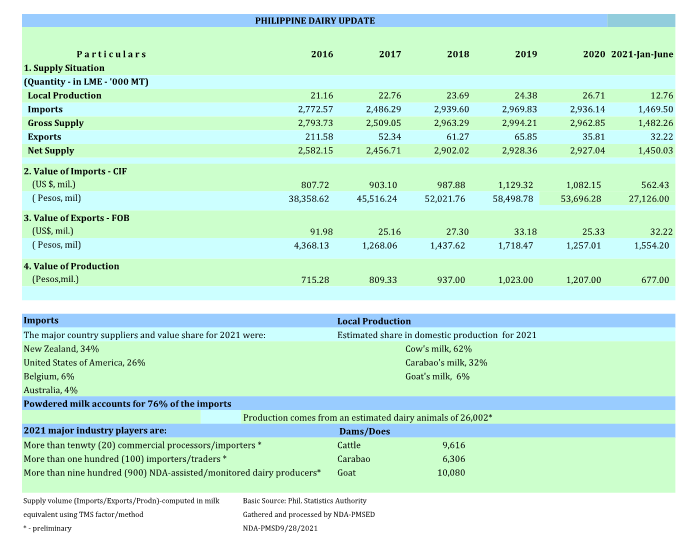 PHILIPPINE DAIRY UPDATE
P a r t i c u l a r s 2016 2017 2018 2019 2020 2021-Jan-June
1. Supply Situation
(Quantity - in LME - '000 MT)
Local Production 21.16 22.76 23.69 24.38 26.71 12.76
Imports 2,772.57 2,486.29 2,939.60 2,969.83 2,936.14 1,469.50
Gross Supply 2,793.73 2,509.05 2,963.29 2,994.21 2,962.85 1,482.26
Exports 211.58 52.34 61.27 65.85 35.81 32.22
Net Supply 2,582.15 2,456.71 2,902.02 2,928.36 2,927.04 1,450.03
2. Value of Imports - CIF
(US $, mil.) 807.72 903.10 987.88 1,129.32 1,082.15 562.43
( Pesos, mil) 38,358.62 45,516.24 52,021.76 58,498.78 53,696.28 27,126.00
3. Value of Exports - FOB
(US$, mil.) 91.98 25.16 27.30 33.18 25.33 32.22
( Pesos, mil) 4,368.13 1,268.06 1,437.62 1,718.47 1,257.01 1,554.20
4. Value of Production
(Pesos,mil.) 715.28 809.33 937.00 1,023.00 1,207.00 677.00
Imports Local Production
The major country suppliers and value share for 2021 were: Estimated share in domestic production for 2021
New Zealand, 34% Cow's milk, 62%
United States of America, 26% Carabao's milk, 32%
Belgium, 6% Goat's milk, 6%
Australia, 4%
Powdered milk accounts for 76% of the imports
Production comes from an estimated dairy animals of 26,002*
2021 major industry players are: Dams/Does
More than tenwty (20) commercial processors/importers * Cattle 9,616
More than one hundred (100) importers/traders * Carabao 6,306
More than nine hundred (900) NDA-assisted/monitored dairy producers* Goat 10,080
Supply volume (Imports/Exports/Prodn)-computed in milk Basic Source: Phil. Statistics Authority
equivalent using TMS factor/method Gathered and processed by NDA-PMSED
* - preliminary NDA-PMSD9/28/2021